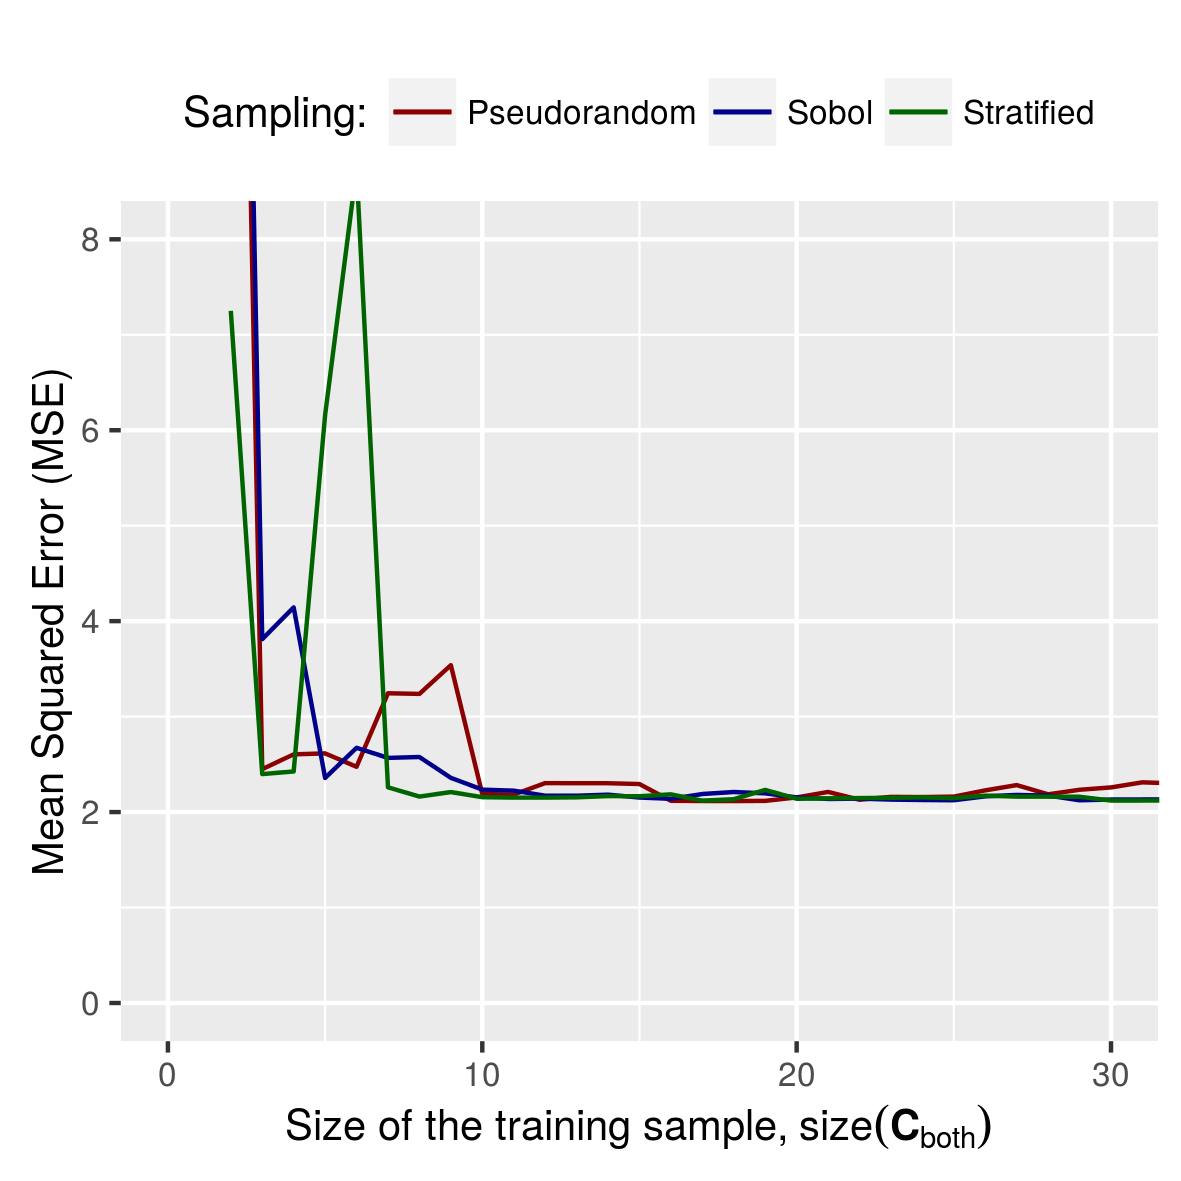 Sampling: Pseudorandom Sobol Stratified
Mean Squared Error (MSE)
8
6
4
2
0
0 10 20 30
Size of the training sample, size(C_both)